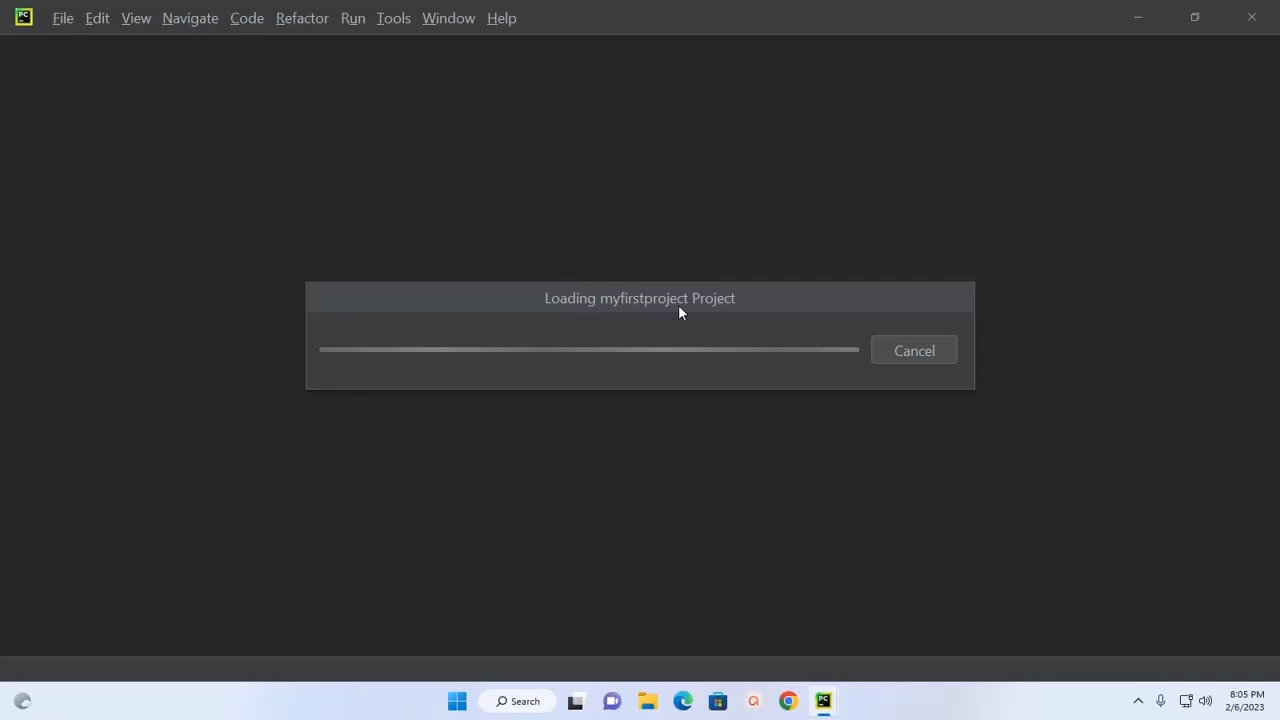 PC File Edit View Navigate Code Refactor Run Tools Window Help
Loading myfirstproject Project
Cancel
Search
PC
8:05 PM
2/6/2023